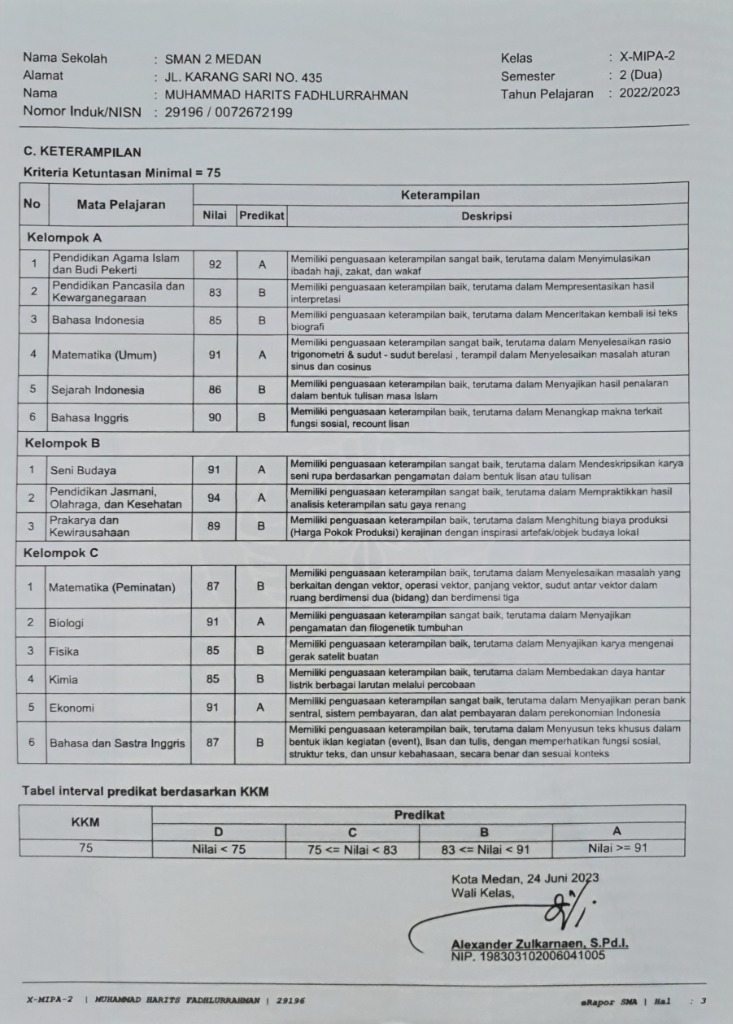 Nama Sekolah : SMAN 2 MEDAN Kelas : X-MIPA-2
Alamat : JL. KARANG SARI NO. 435 Semester : 2 (Dua)
Nama : MUHAMMAD HARITS FADHLURRAHMAN Tahun Pelajaran : 2022/2023
Nomor Induk/NISN : 29196 / 0072672199
C. KETERAMPILAN
Kriteria Ketuntasan Minimal = 75
No Mata Pelajaran Keterampilan
Nilai Predikat Deskripsi
Kelompok A
1 Pendidikan Agama Islam dan Budi Pekerti 92 A Memiliki penguasaan keterampilan sangat baik, terutama dalam Menyimulasikan
ibadah haji, zakat, dan wakaf
2 Pendidikan Pancasila dan Kewarganegaraan 83 B Memiliki penguasaan keterampilan baik, terutama dalam Mempresentasikan hasil
interpretasi
3 Bahasa Indonesia 85 B Memiliki penguasaan keterampilan baik, terutama dalam Menceritakan kembali isi teks
biografi
4 Matematika (Umum) 91 A Memiliki penguasaan keterampilan sangat baik, terutama dalam Menyelesaikan rasio
trigonometri & sudut - sudut berelasi , terampil dalam Menyelesaikan masalah aturan
sinus dan cosinus
5 Sejarah Indonesia 86 B Memiliki penguasaan keterampilan baik, terutama dalam Menyajikan hasil penalaran
dalam bentuk tulisan masa Islam
6 Bahasa Inggris 90 B Memiliki penguasaan keterampilan baik, terutama dalam Menangkap makna terkait
fungsi sosial, recount lisan
Kelompok B
1 Seni Budaya 91 A Memiliki penguasaan keterampilan sangat baik, terutama dalam Mendeskripsikan karya
seni rupa berdasarkan pengamatan dalam bentuk lisan atau tulisan
2 Pendidikan Jasmani, Olahraga, dan Kesehatan 94 A Memiliki penguasaan keterampilan sangat baik, terutama dalam Mempraktikkan hasil
analisis keterampilan satu gaya renang
3 Prakarya dan Kewirausahaan 89 B Memiliki penguasaan keterampilan baik, terutama dalam Menghitung biaya produksi
(Harga Pokok Produksi) kerajinan dengan inspirasi artefak/objek budaya lokal
Kelompok C
1 Matematika (Peminatan) 87 B Memiliki penguasaan keterampilan baik, terutama dalam Menyelesaikan masalah yang
berkaitan dengan vektor, operasi vektor, panjang vektor, sudut antar vektor dalam
ruang berdimensi dua (bidang) dan berdimensi tiga
2 Biologi 91 A Memiliki penguasaan keterampilan sangat baik, terutama dalam Menyajikan
pengamatan dan filogenetik tumbuhan
3 Fisika 85 B Memiliki penguasaan keterampilan baik, terutama dalam Menyajikan karya mengenai
gerak satelit buatan
4 Kimia 85 B Memiliki penguasaan keterampilan baik, terutama dalam Membedakan daya hantar
listrik berbagai larutan melalui percobaan
5 Ekonomi 91 A Memiliki penguasaan keterampilan sangat baik, terutama dalam Menyajikan peran bank
sentral, sistem pembayaran, dan alat pembayaran dalam perekonomian Indonesia
6 Bahasa dan Sastra Inggris 87 B Memiliki penguasaan keterampilan baik, terutama dalam Menyusun teks khusus dalam
bentuk iklan kegiatan (event), lisan dan tulis, dengan memperhatikan fungsi sosial,
struktur teks, dan unsur kebahasaan, secara benar dan sesuai konteks
Tabel interval predikat berdasarkan KKM
KKM Predikat
D C B A
75 Nilai < 75 75 <= Nilai < 83 83 <= Nilai < 91 Nilai >= 91
Kota Medan, 24 Juni 2023
Wali Kelas,
Alexander Zulkarnaen, S.Pd.I.
NIP. 198303102006041005
X-MIPA-2 | MUHAMMAD HARITS FADHLURRAHMAN | 29196 eRapor SMA | Hal : 3